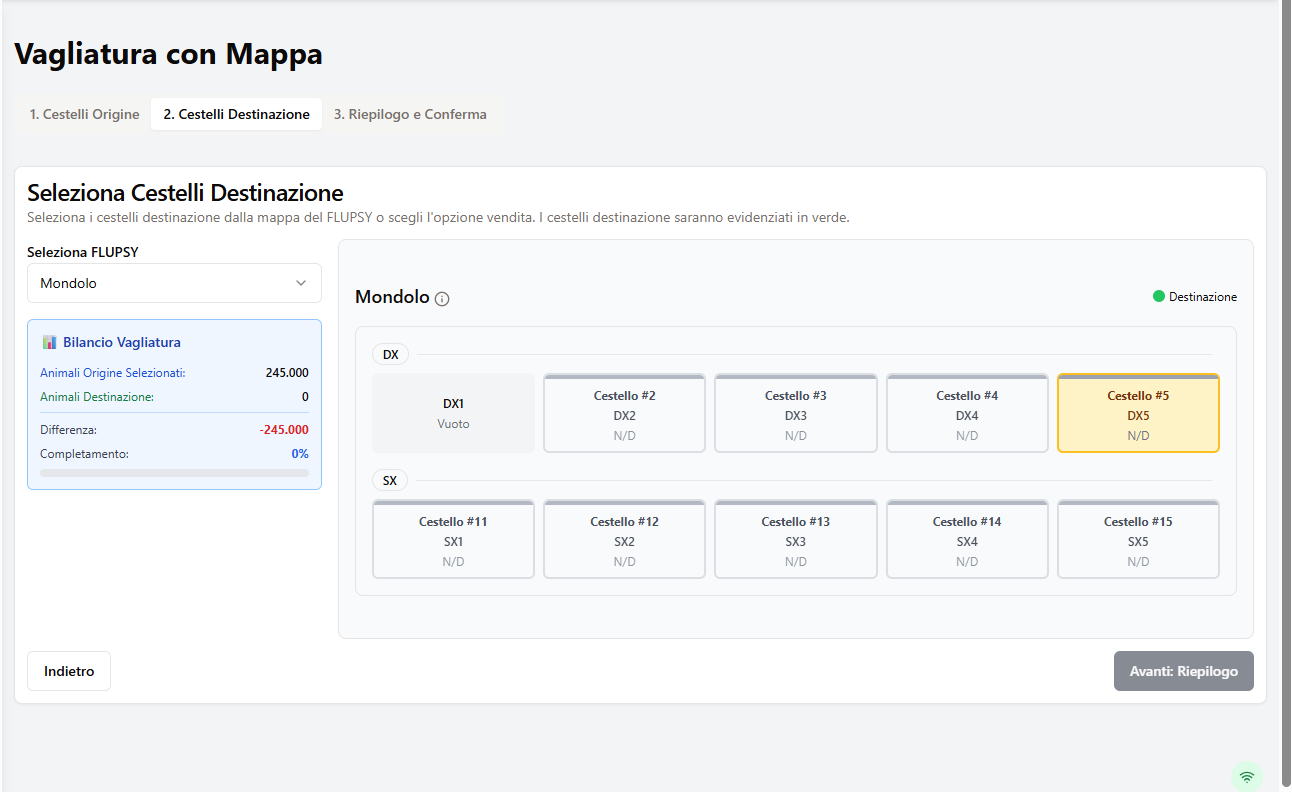 Vagliatura con Mappa
1. Cestelli Origine 2. Cestelli Destinazione 3. Riepilogo e Conferma
Seleziona Cestelli Destinazione
Seleziona i cestelli destinazione dalla mappa del FLUPSY o scegli l'opzione vendita. I cestelli destinazione saranno evidenziati in verde.
Seleziona FLUPSY
Mondolo
Bilancio Vagliatura
Animali Origine Selezionati: 245.000
Animali Destinazione: 0
Differenza: -245.000
Completamento: 0%
Mondolo
Destinazione
DX
DX1
Vuoto
Cestello #2
DX2
N/D
Cestello #3
DX3
N/D
Cestello #4
DX4
N/D
Cestello #5
DX5
N/D
SX
Cestello #11
SX1
N/D
Cestello #12
SX2
N/D
Cestello #13
SX3
N/D
Cestello #14
SX4
N/D
Cestello #15
SX5
N/D
Indietro
Avanti: Riepilogo